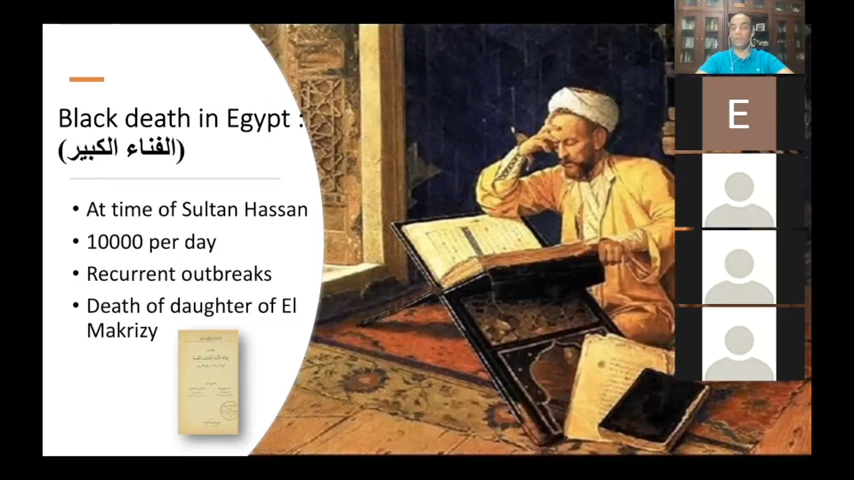 Black death in Egypt :
(الفناء الكبير)
• At time of Sultan Hassan
• 10000 per day
• Recurrent outbreaks
• Death of daughter of El
Makrizy
E